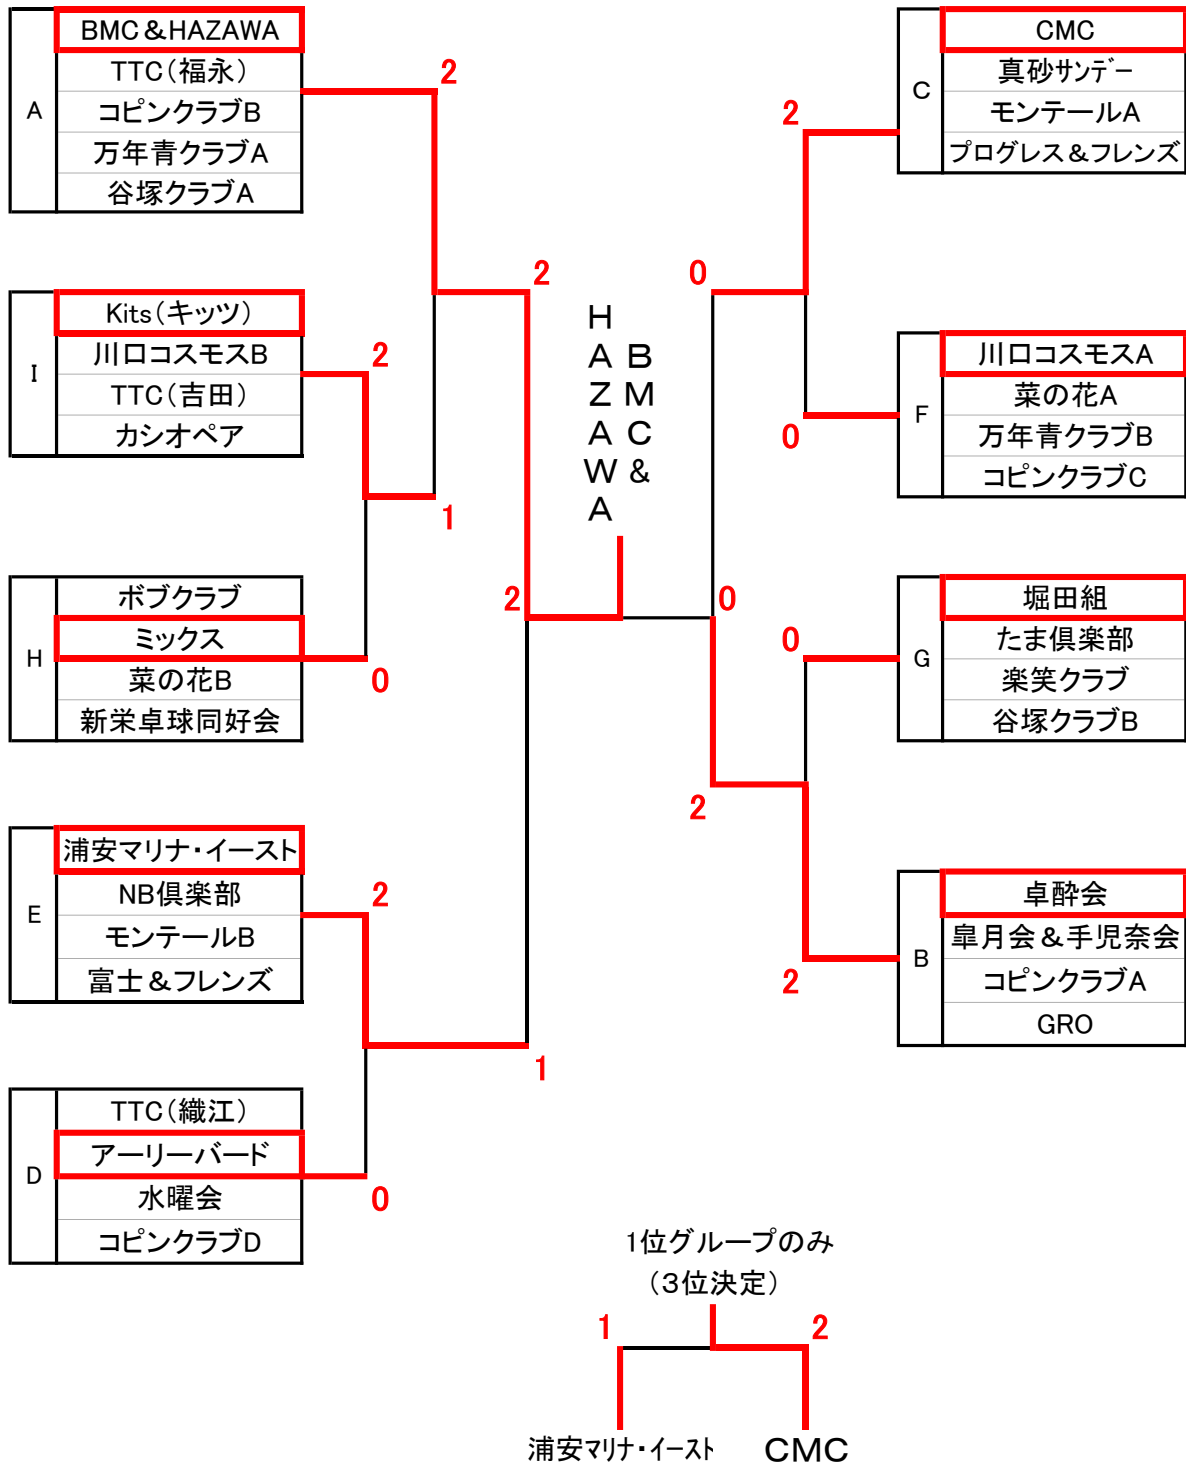 A
BMC＆HAZAWA
TTC（福永）
コピンクラブB
万年青クラブA
谷塚クラブA
2
I
Kits（キッツ）
川口コスモスB
TTC（吉田）
カシオペア
2
1
H
ボブクラブ
ミックス
菜の花B
新栄卓球同好会
0
2
E
浦安マリナ・イースト
NB倶楽部
モンテールB
富士＆フレンズ
2
1
D
TTC（織江）
アーリーバード
水曜会
コピンクラブD
0
2
BMC＆
HAZAWA
0
C
CMC
真砂サンデー
モンテールA
プログレス＆フレンズ
2
0
F
川口コスモスA
菜の花A
万年青クラブB
コピンクラブC
0
G
堀田組
たま倶楽部
楽笑クラブ
谷塚クラブB
0
2
B
卓酔会
皐月会＆手児奈会
コピンクラブA
GRO
2
1位グループのみ
（3位決定）
1
2
浦安マリナ・イースト
CMC